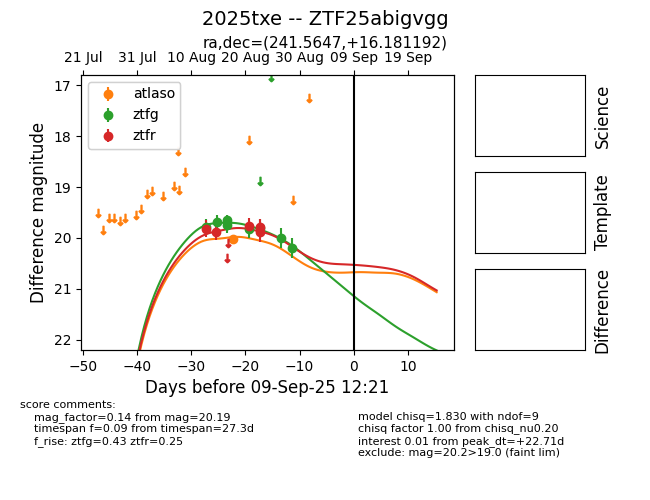 2025txe -- ZTF25abigvgg
ra,dec=(241.5647,+16.181192)
21 Jul 31 Jul 10 Aug 20 Aug 30 Aug 09 Sep 19 Sep
atlaso
ztfg
ztfr
17
18
19
20
21
22
Difference magnitude
−50 −40 −30 −20 −10 0 10
Days before 09-Sep-25 12:21
Science
Template
Difference
score comments:
mag_factor=0.14 from mag=20.19
timespan f=0.09 from timespan=27.3d
f_rise: ztfg=0.43 ztfr=0.25
model chisq=1.830 with ndof=9
chisq factor 1.00 from chisq_nu0.20
interest 0.01 from peak_dt=+22.71d
exclude: mag=20.2>19.0 (faint lim)